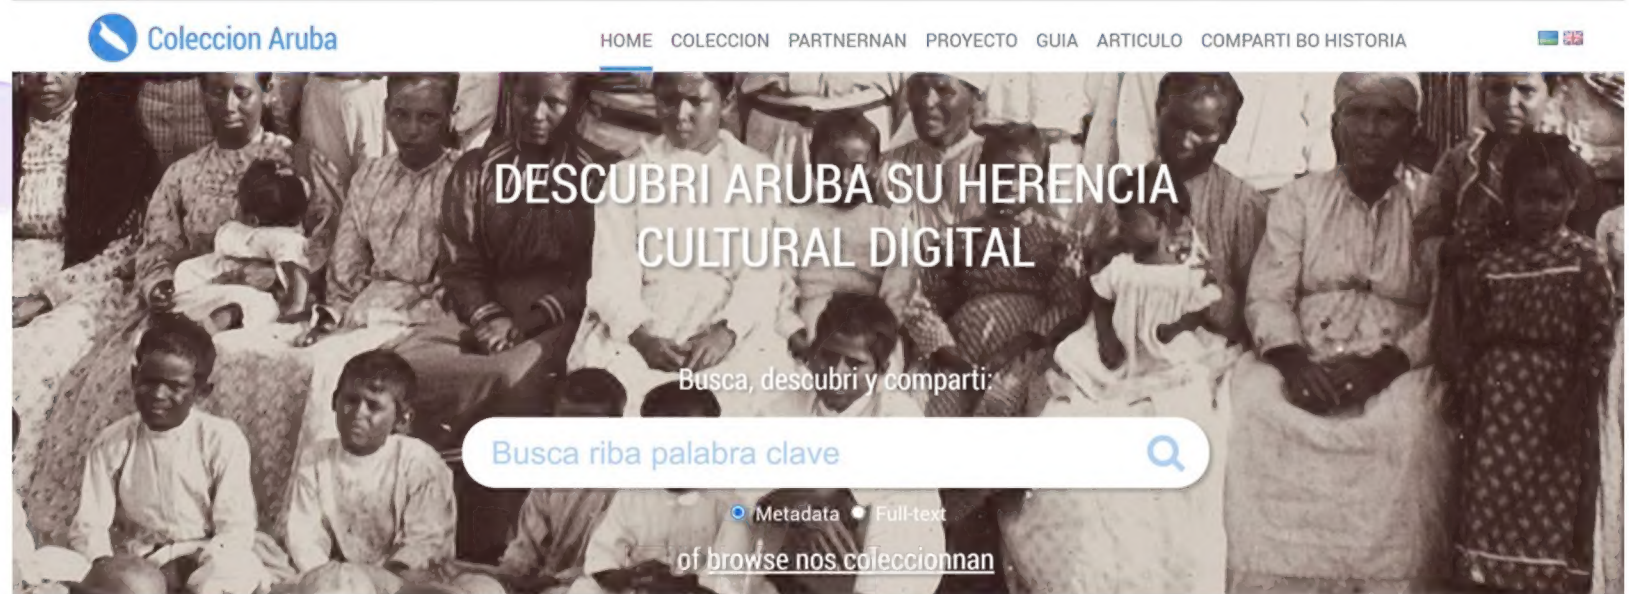 Coleccion Aruba
HOME COLECCION PARTNERNAN PROYECTO GUIA ARTICULO COMPARTI BO HISTORIA
DESCUBRI ARUBA SU HERENCIA
CULTURAL DIGITAL
Busca, descubri y comparti:
Busca riba palabra clave
Metadata Full-text
of browse nos coleccionnan